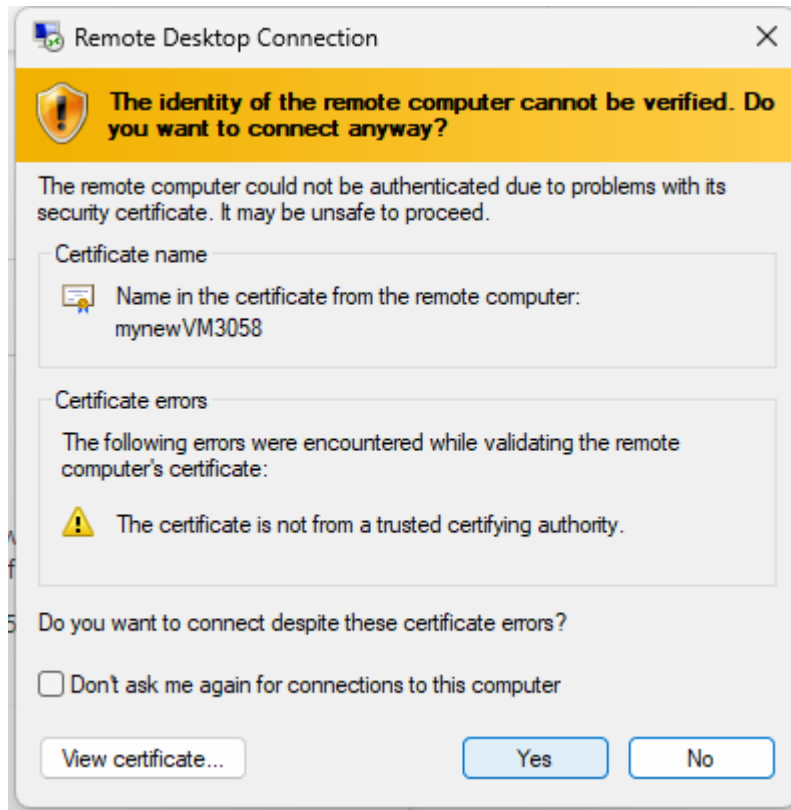 Remote Desktop Connection
The identity of the remote computer cannot be verified. Do
you want to connect anyway?
The remote computer could not be authenticated due to problems with its
security certificate. It may be unsafe to proceed.
Certificate name
Name in the certificate from the remote computer:
mynewVM3058
Certificate errors
The following errors were encountered while validating the remote
computer's certificate:
The certificate is not from a trusted certifying authority.
Do you want to connect despite these certificate errors?
Don't ask me again for connections to this computer
View certificate...
Yes
No